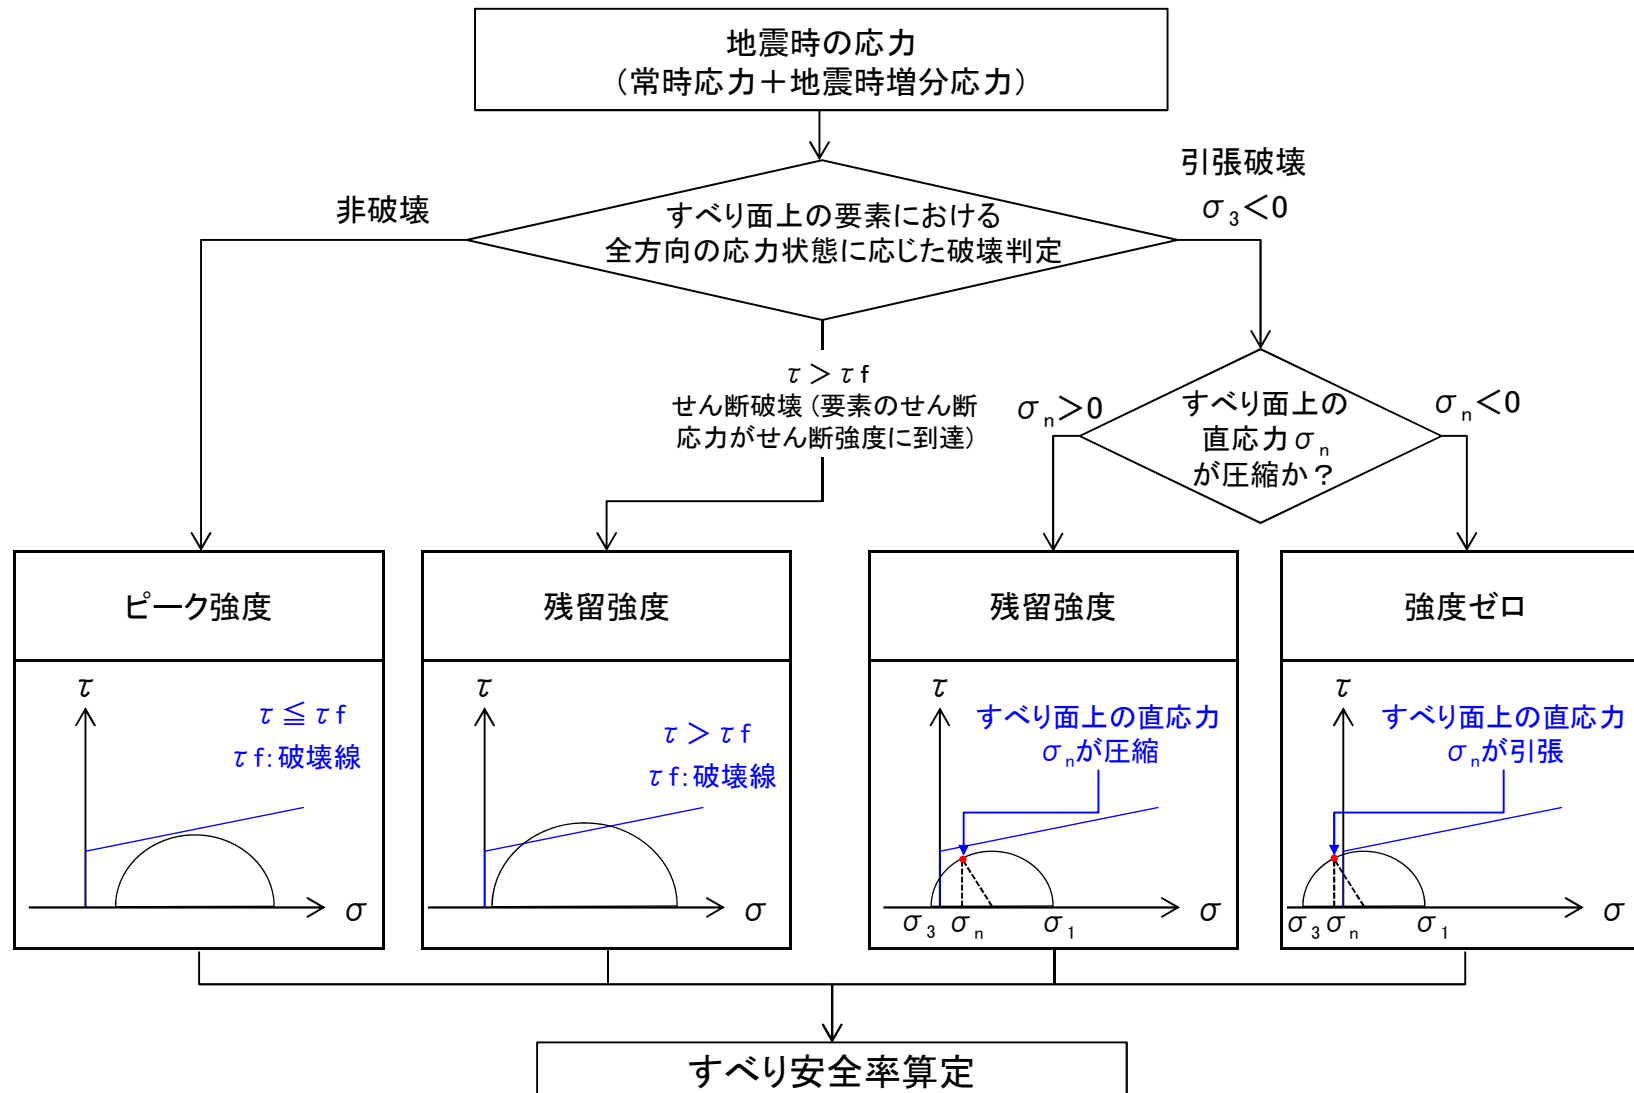 地震時の応力
（常時応力＋地震時増分応力）
引張破壊
σ₃＜0
非破壊
すべり面上の要素における
全方向の応力状態に応じた破壊判定
τ＞τf
せん断破壊（要素のせん断
応力がせん断強度に到達）
σₙ＞0
すべり面上の
直応力σₙ
が圧縮か？
σₙ＜0
ピーク強度
残留強度
残留強度
強度ゼロ
τ
τ≦τf
τf：破壊線
σ
τ
τ＞τf
τf：破壊線
σ
τ
すべり面上の直応力
σₙが圧縮
σ
σ₃ σₙ σ₁
τ
すべり面上の直応力
σₙが引張
σ
σ₃ σₙ σ₁
すべり安全率算定